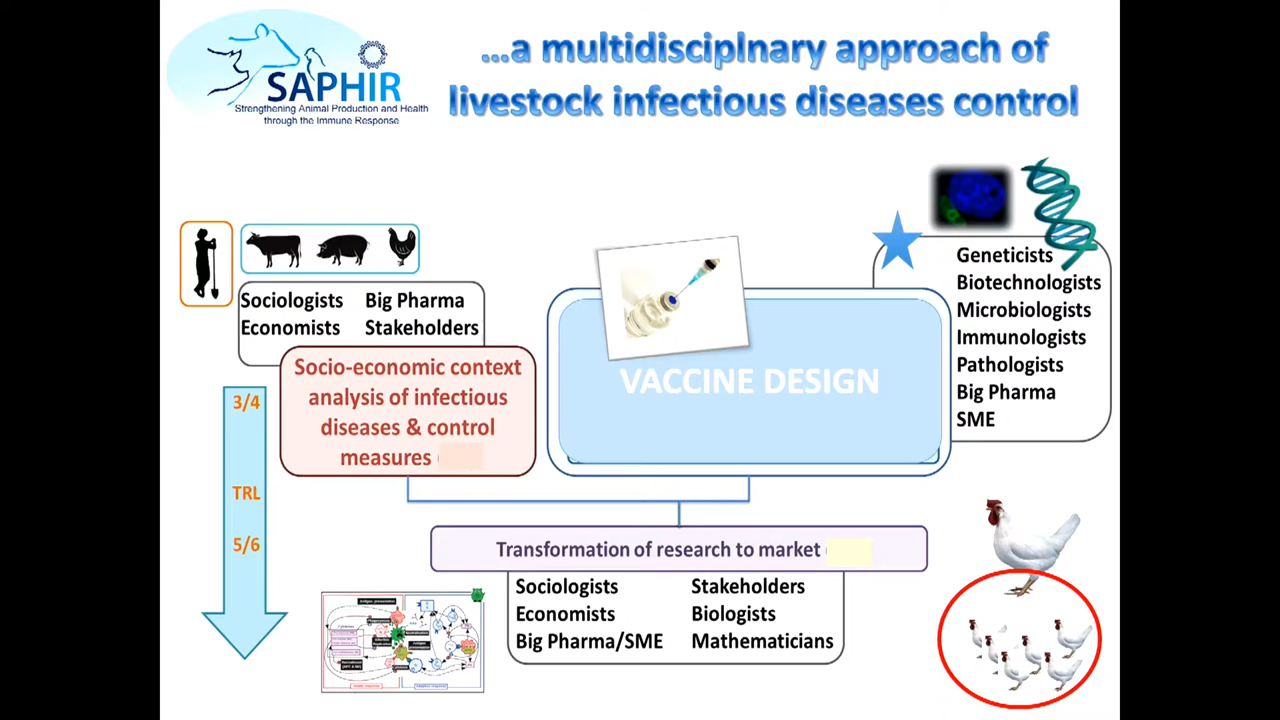 ...a multidisciplnary approach of
livestock infectious diseases control
SAPHIR
Strengthening Animal Production and Health
through the Immune Response
Sociologists Big Pharma
Economists Stakeholders
Socio-economic context
analysis of infectious
diseases & control
measures (
3/4
TRL
5/6
VACCINE DESIGN
Geneticists
Biotechnologists
Microbiologists
Immunologists
Pathologists
Big Pharma
SME
Transformation of research to market (
Sociologists Stakeholders
Economists Biologists
Big Pharma/SME Mathematicians